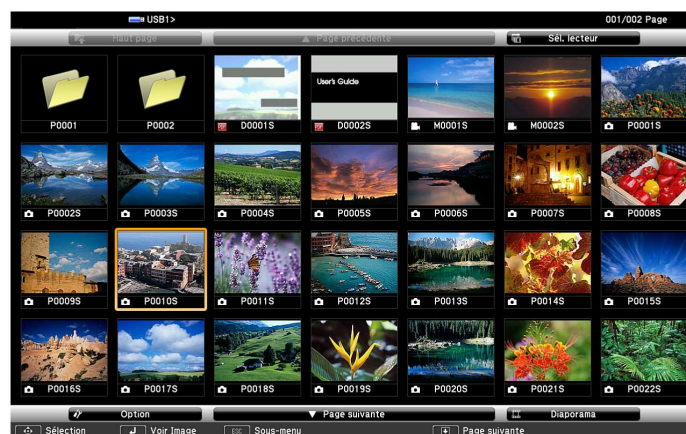 USB1> 001/002 Page
Haut page Page précédente Sél. lecteur
User's Guide
P0001 P0002 D0001S D0002S M0001S M0002S P0001S
P0002S P0003S P0004S P0005S P0006S P0007S P0008S
P0009S P0010S P0011S P0012S P0013S P0014S P0015S
P0016S P0017S P0018S P0019S P0020S P0021S P0022S
Option Page suivante Diaporama
Sélection Voir Image Esc Sous-menu Page suivante